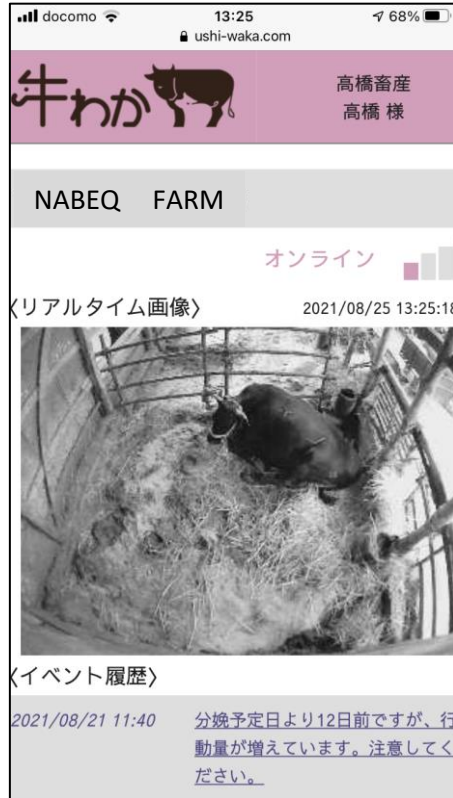 docomo 13:25 68%
ushi-waka.com
牛わか
高橋畜産
高橋 様
NABEQ FARM
オンライン
〈リアルタイム画像〉 2021/08/25 13:25:18
〈イベント履歴〉
2021/08/21 11:40 分娩予定日より12日前ですが、行
動量が増えています。注意してく
ださい。